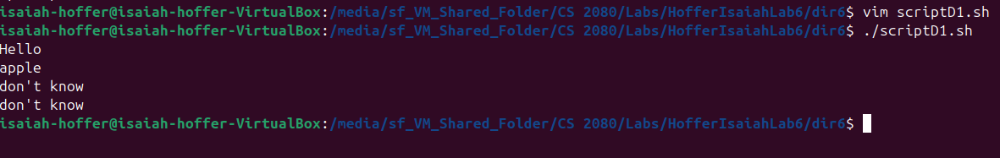 isaiah-hoffer@isaiah-hoffer-VirtualBox:/media/sf_VM_Shared_Folder/CS 2080/Labs/HofferIsaiahLab6/dir6$ vim scriptD1.sh
isaiah-hoffer@isaiah-hoffer-VirtualBox:/media/sf_VM_Shared_Folder/CS 2080/Labs/HofferIsaiahLab6/dir6$ ./scriptD1.sh
Hello
apple
don't know
don't know
isaiah-hoffer@isaiah-hoffer-VirtualBox:/media/sf_VM_Shared_Folder/CS 2080/Labs/HofferIsaiahLab6/dir6$